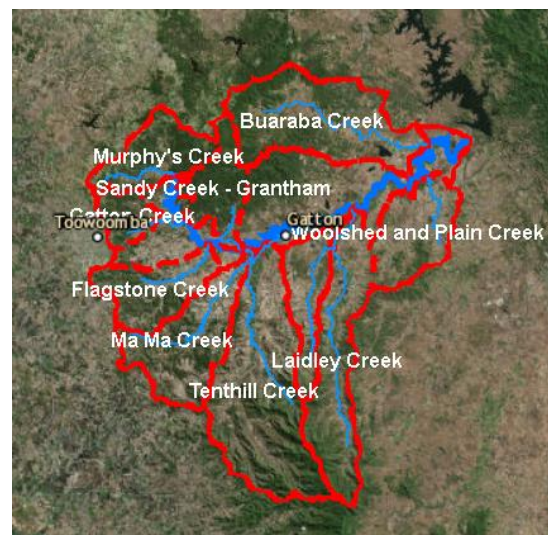 Buaraba Creek
Murphy's Creek
Sandy Creek - Grantham
Gatton Creek
Toowoomba
Gatton
Woolshed and Plain Creek
Flagstone Creek
Ma Ma Creek
Laidley Creek
Tenthill Creek